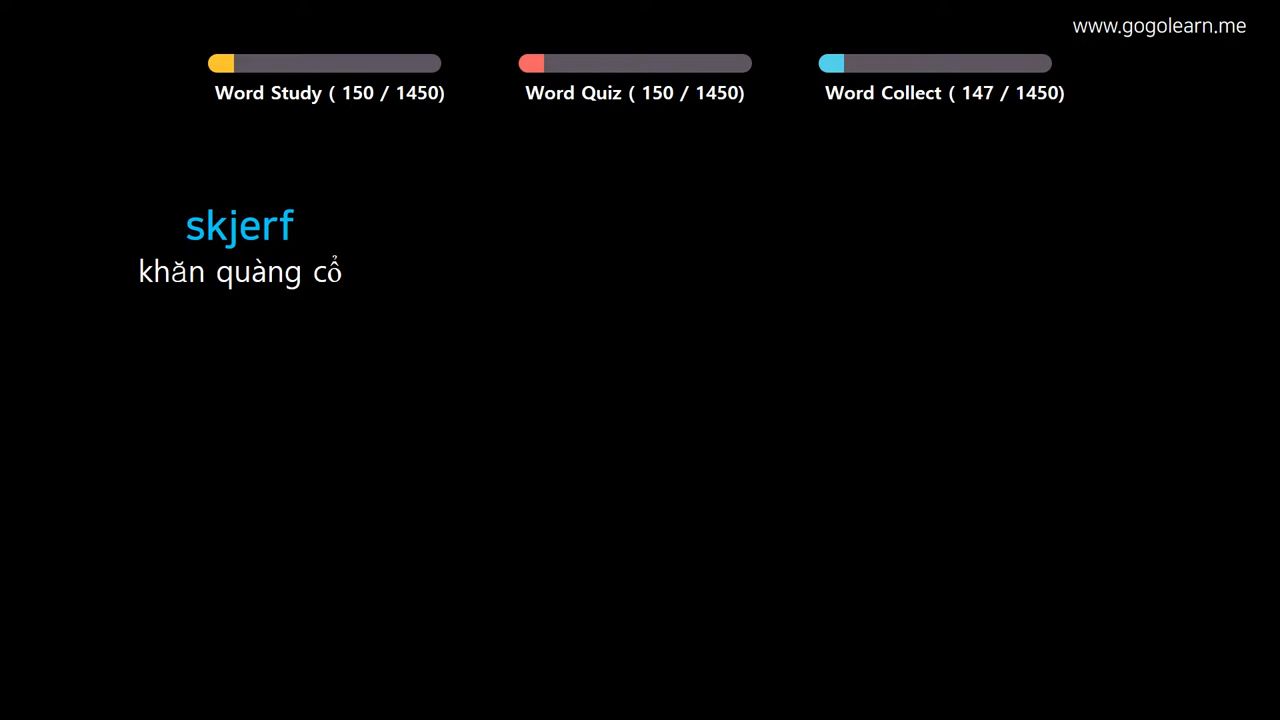 www.gogolearn.me
Word Study ( 150 / 1450)
Word Quiz ( 150 / 1450)
Word Collect ( 147 / 1450)
skjerf
khăn quàng cổ